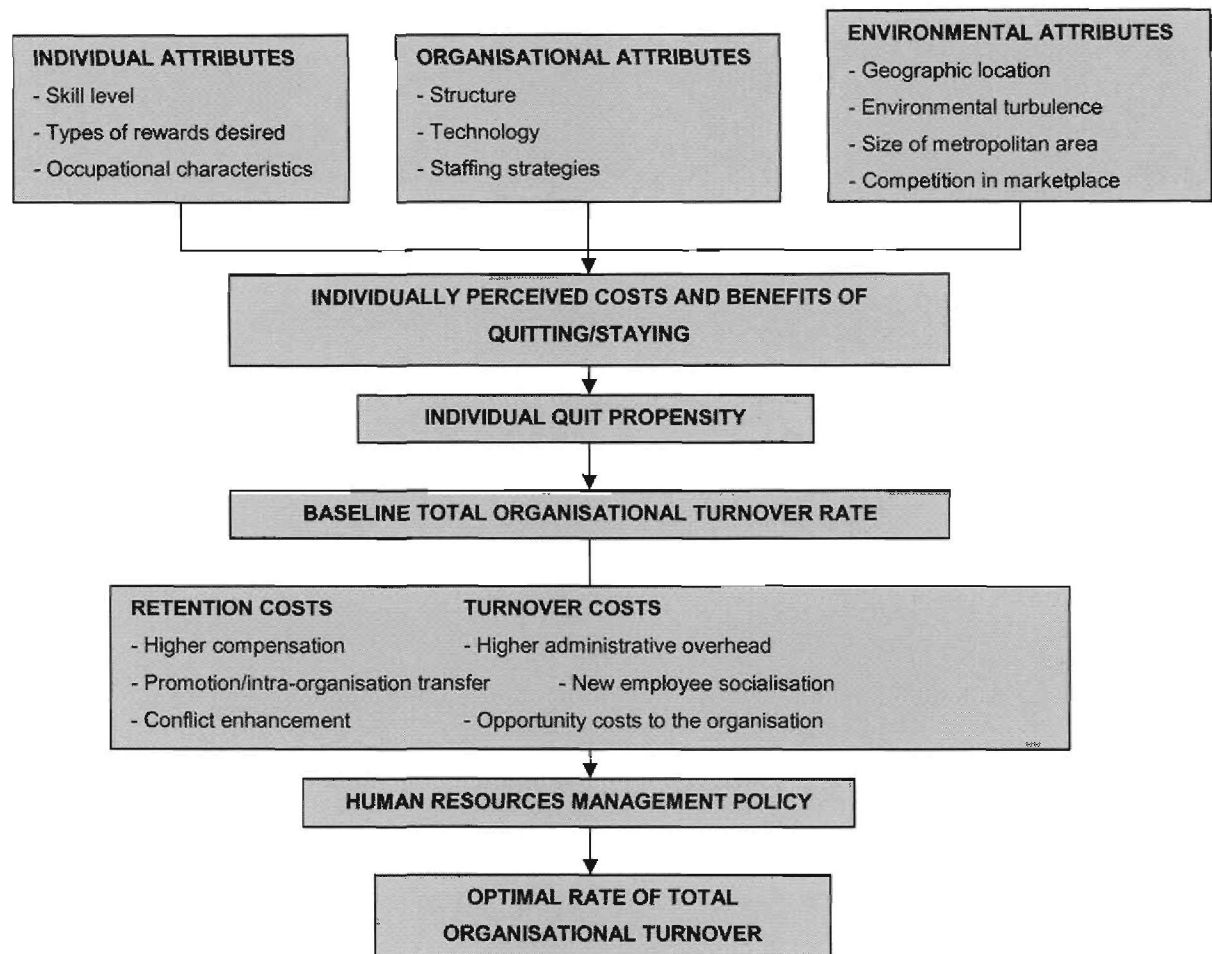 INDIVIDUAL ATTRIBUTES
- Skill level
- Types of rewards desired
- Occupational characteristics
ORGANISATIONAL ATTRIBUTES
- Structure
- Technology
- Staffing strategies
ENVIRONMENTAL ATTRIBUTES
- Geographic location
- Environmental turbulence
- Size of metropolitan area
- Competition in marketplace
INDIVIDUALLY PERCEIVED COSTS AND BENEFITS OF
QUITTING/STAYING
INDIVIDUAL QUIT PROPENSITY
BASELINE TOTAL ORGANISATIONAL TURNOVER RATE
RETENTION COSTS TURNOVER COSTS
- Higher compensation - Higher administrative overhead
- Promotion/intra-organisation transfer - New employee socialisation
- Conflict enhancement - Opportunity costs to the organisation
HUMAN RESOURCES MANAGEMENT POLICY
OPTIMAL RATE OF TOTAL
ORGANISATIONAL TURNOVER